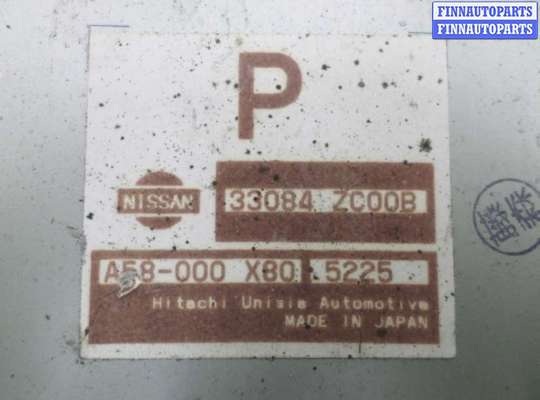 FINNAUTOPARTS
FINNAUTOPARTS
P
NISSAN
33084 ZC00B
A58-000 X80 5225
Hitachi Unisia Automotive
MADE IN JAPAN